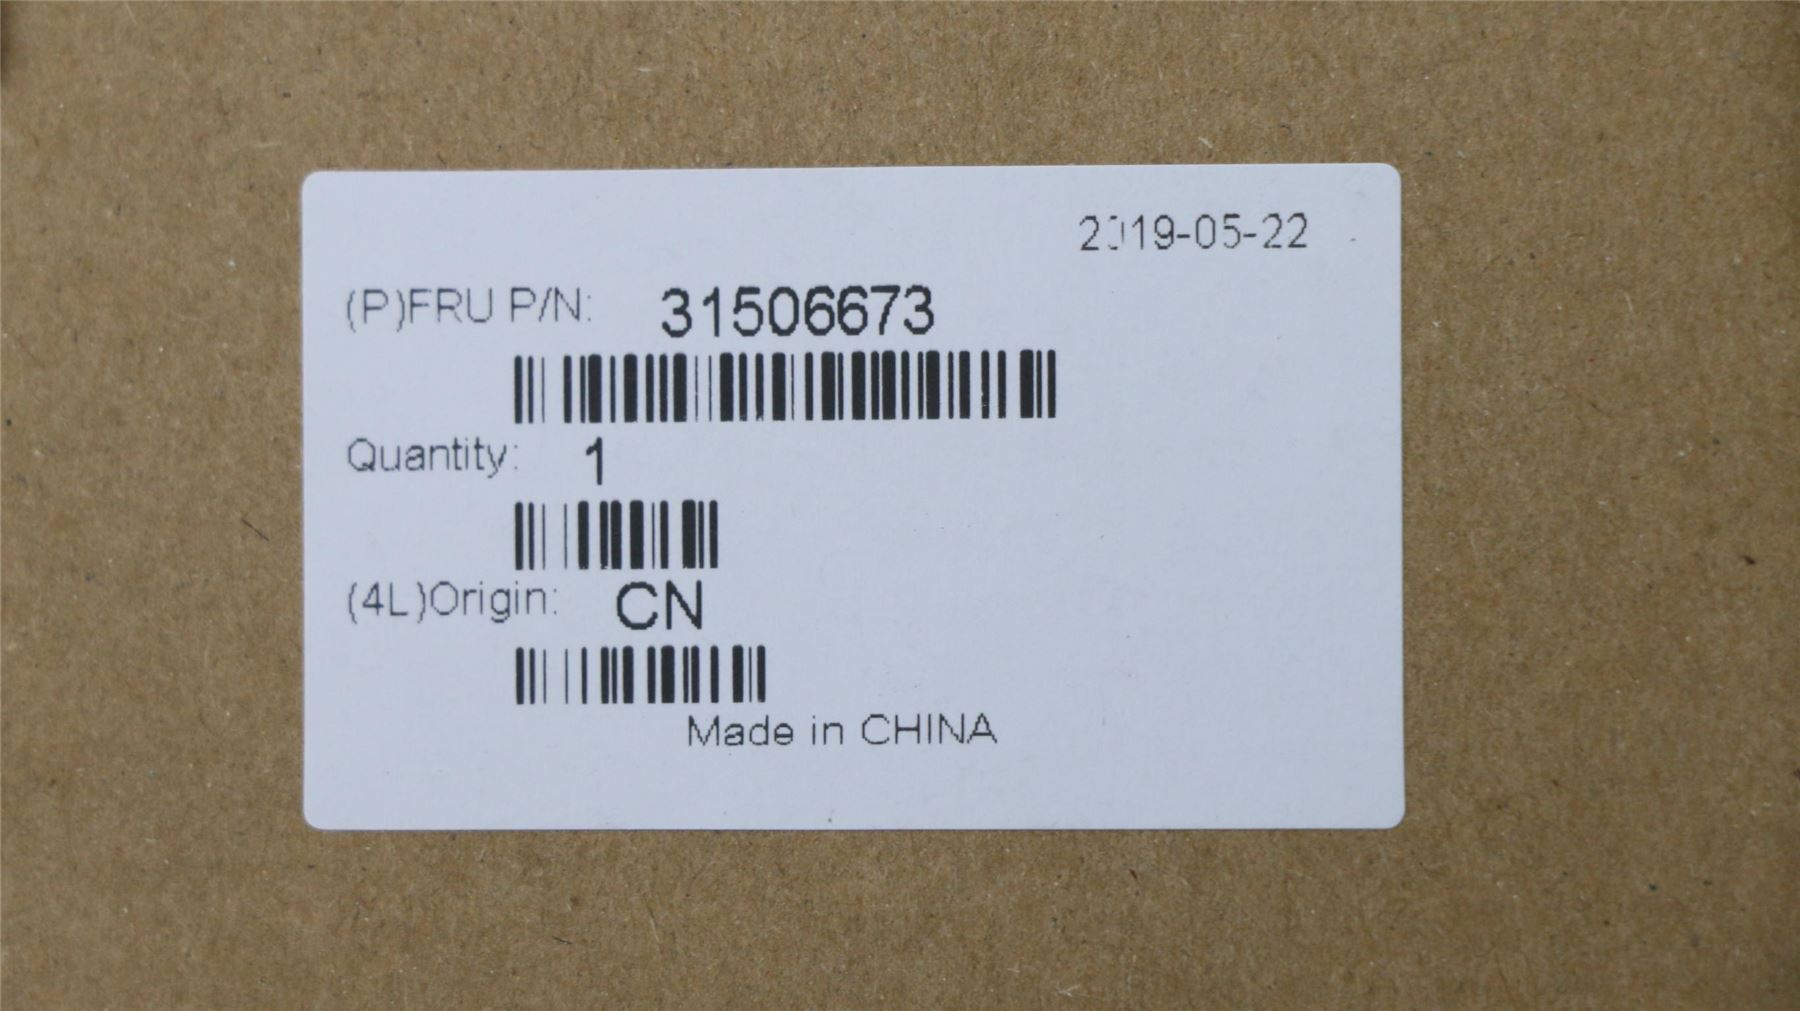 2019-05-22
(P)FRU P/N: 31506673
Quantity: 1
(4L)Origin: CN
Made in CHINA